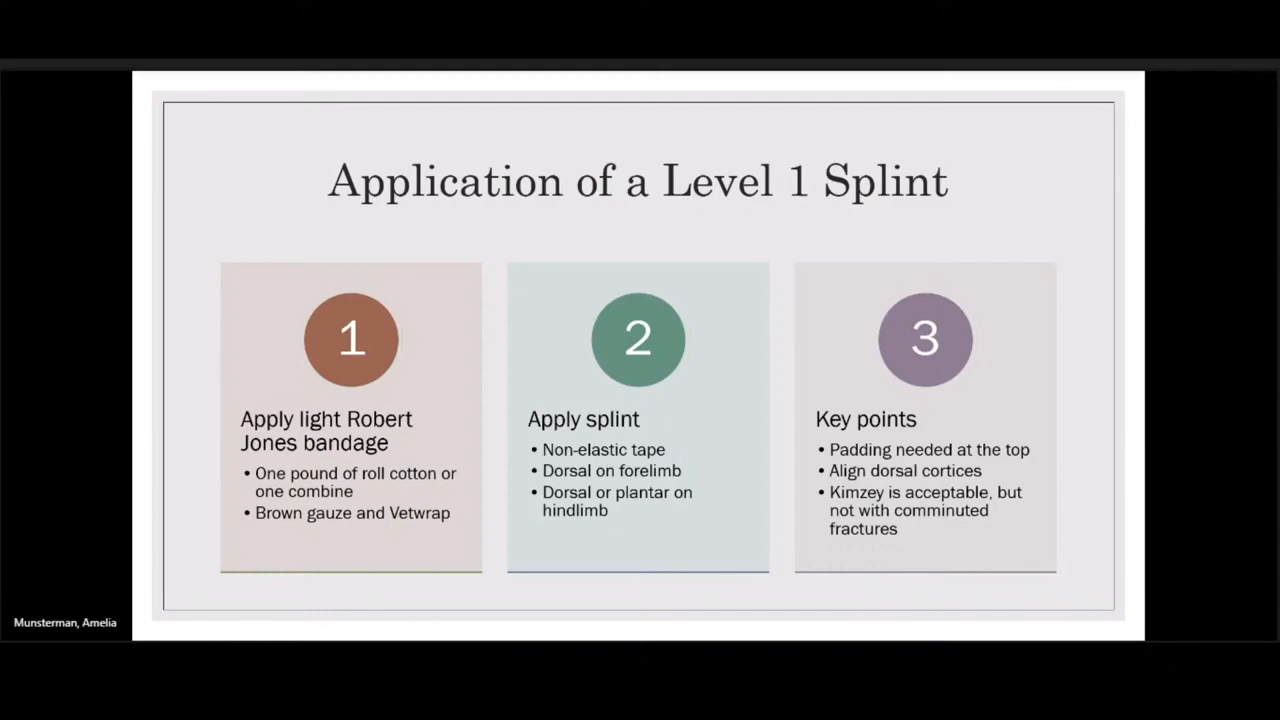 Application of a Level 1 Splint
1
Apply light Robert
Jones bandage
• One pound of roll cotton or
one combine
• Brown gauze and Vetwrap
2
Apply splint
• Non-elastic tape
• Dorsal on forelimb
• Dorsal or plantar on
hindlimb
3
Key points
• Padding needed at the top
• Align dorsal cortices
• Kimzey is acceptable, but
not with comminuted
fractures
Munsterman, Amelia